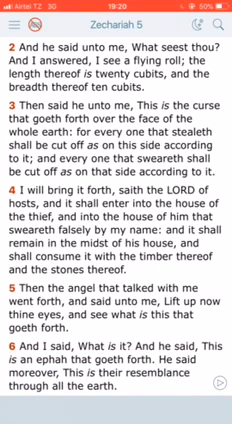 Airtel TZ 3G 19:20 50%
Zechariah 5
2 And he said unto me, What seest thou?
And I answered, I see a flying roll; the
length thereof is twenty cubits, and the
breadth thereof ten cubits.
3 Then said he unto me, This is the curse
that goeth forth over the face of the
whole earth: for every one that stealeth
shall be cut off as on this side according
to it; and every one that sweareth shall
be cut off as on that side according to it.
4 I will bring it forth, saith the LORD of
hosts, and it shall enter into the house of
the thief, and into the house of him that
sweareth falsely by my name: and it shall
remain in the midst of his house, and
shall consume it with the timber thereof
and the stones thereof.
5 Then the angel that talked with me
went forth, and said unto me, Lift up now
thine eyes, and see what is this that
goeth forth.
6 And I said, What is it? And he said, This
is an ephah that goeth forth. He said
moreover, This is their resemblance
through all the earth.